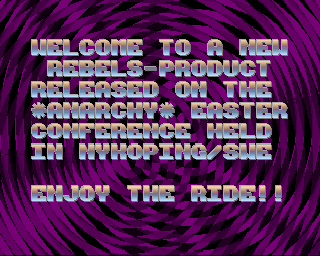 WELCOME TO A NEW
REBELS-PRODUCT
RELEASED ON THE
*ANARCHY* EASTER
CONFERENCE HELD
IN NYKOPING/SWE
ENJOY THE RIDE!!